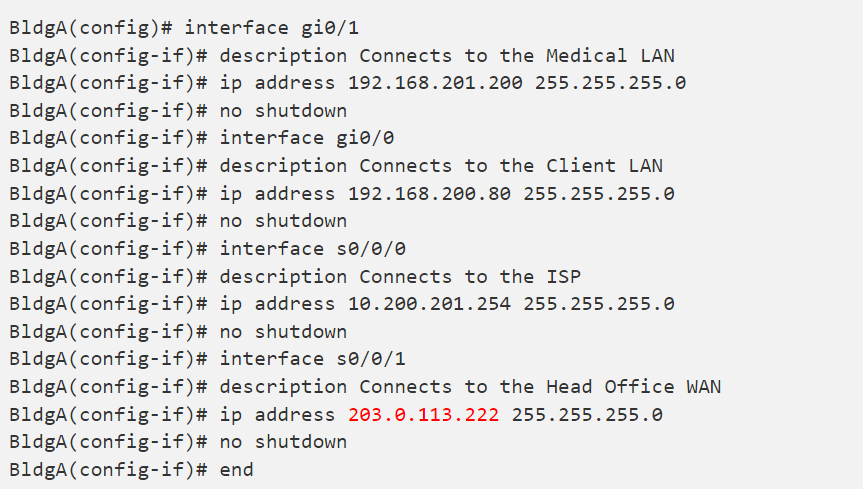 BldgA(config)# interface gi0/1
BldgA(config-if)# description Connects to the Medical LAN
BldgA(config-if)# ip address 192.168.201.200 255.255.255.0
BldgA(config-if)# no shutdown
BldgA(config-if)# interface gi0/0
BldgA(config-if)# description Connects to the Client LAN
BldgA(config-if)# ip address 192.168.200.80 255.255.255.0
BldgA(config-if)# no shutdown
BldgA(config-if)# interface s0/0/0
BldgA(config-if)# description Connects to the ISP
BldgA(config-if)# ip address 10.200.201.254 255.255.255.0
BldgA(config-if)# no shutdown
BldgA(config-if)# interface s0/0/1
BldgA(config-if)# description Connects to the Head Office WAN
BldgA(config-if)# ip address 203.0.113.222 255.255.255.0
BldgA(config-if)# no shutdown
BldgA(config-if)# end